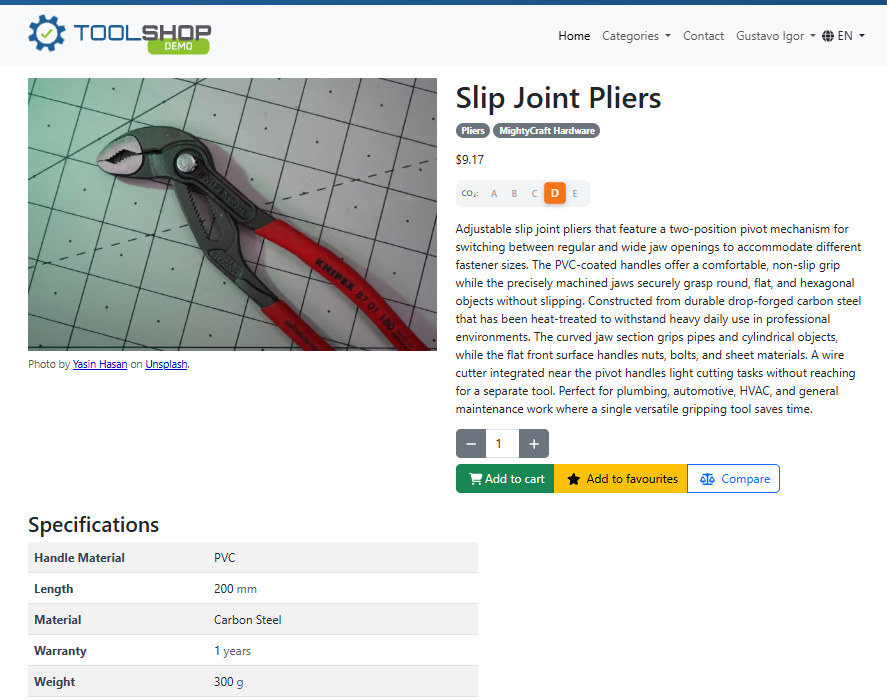 TOOLSHOP
DEMO
Home Categories Contact Gustavo Igor EN
Slip Joint Pliers
Pliers MightyCraft Hardware
$9.17
CO₂: A B C D E
Adjustable slip joint pliers that feature a two-position pivot mechanism for
switching between regular and wide jaw openings to accommodate different
fastener sizes. The PVC-coated handles offer a comfortable, non-slip grip
while the precisely machined jaws securely grasp round, flat, and hexagonal
objects without slipping. Constructed from durable drop-forged carbon steel
that has been heat-treated to withstand heavy daily use in professional
environments. The curved jaw section grips pipes and cylindrical objects,
while the flat front surface handles nuts, bolts, and sheet materials. A wire
cutter integrated near the pivot handles light cutting tasks without reaching
for a separate tool. Perfect for plumbing, automotive, HVAC, and general
maintenance work where a single versatile gripping tool saves time.
KNIPEX 87 01 180
Photo by Yasin Hasan on Unsplash.
− 1 +
Add to cart Add to favourites Compare
Specifications
Handle Material PVC
Length 200 mm
Material Carbon Steel
Warranty 1 years
Weight 300 g